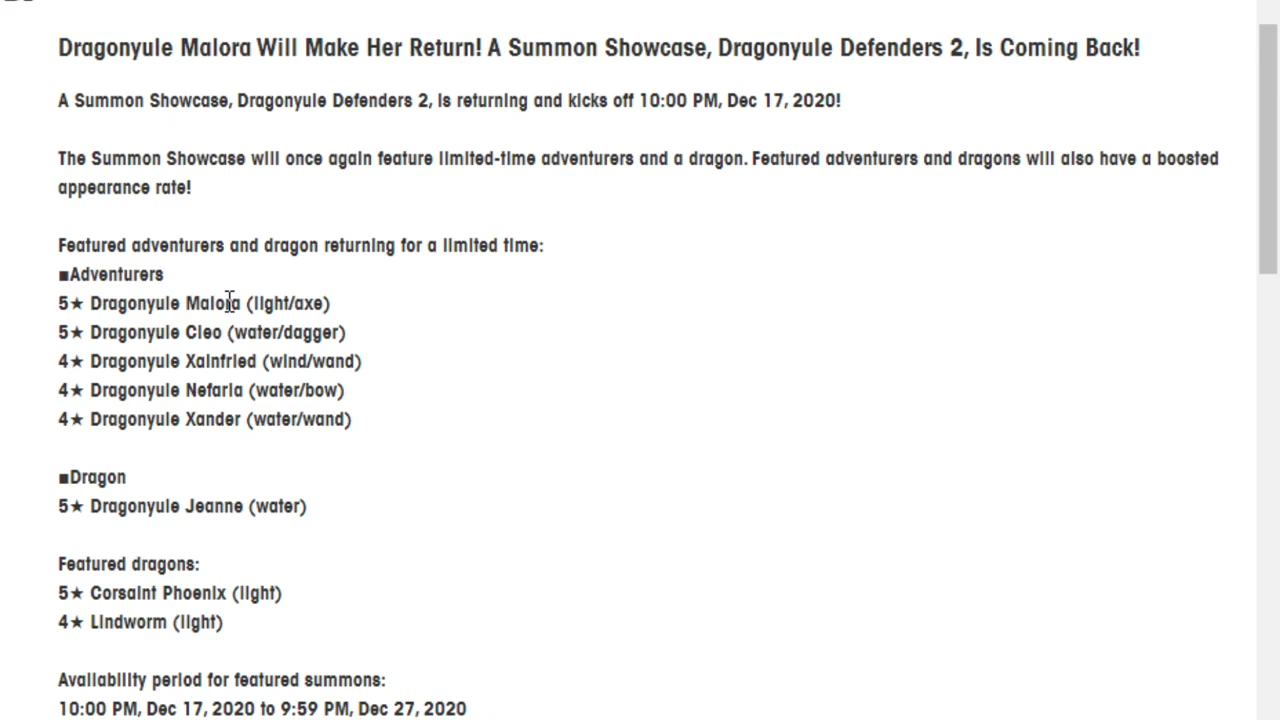 Dragonyule Malora Will Make Her Return! A Summon Showcase, Dragonyule Defenders 2, Is Coming Back!
A Summon Showcase, Dragonyule Defenders 2, is returning and kicks off 10:00 PM, Dec 17, 2020!
The Summon Showcase will once again feature limited-time adventurers and a dragon. Featured adventurers and dragons will also have a boosted
appearance rate!
Featured adventurers and dragon returning for a limited time:
■Adventurers
5★ Dragonyule Malora (light/axe)
5★ Dragonyule Cleo (water/dagger)
4★ Dragonyule Xainfried (wind/wand)
4★ Dragonyule Nefaria (water/bow)
4★ Dragonyule Xander (water/wand)
■Dragon
5★ Dragonyule Jeanne (water)
Featured dragons:
5★ Corsaint Phoenix (light)
4★ Lindworm (light)
Availability period for featured summons:
10:00 PM, Dec 17, 2020 to 9:59 PM, Dec 27, 2020